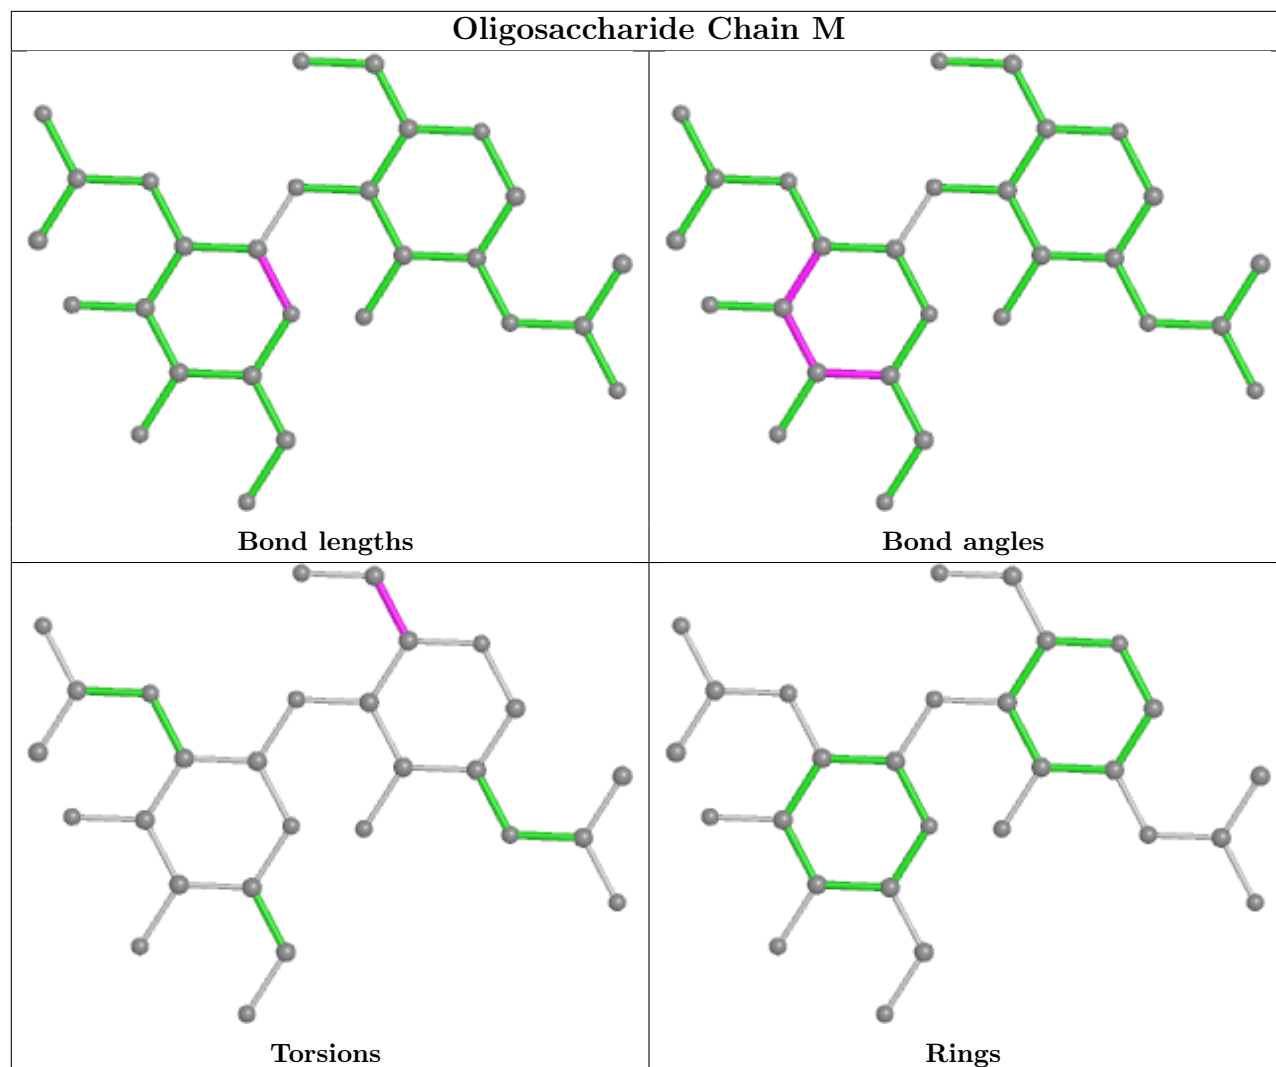 Oligosaccharide Chain M
Bond lengths
Bond angles
Torsions
Rings